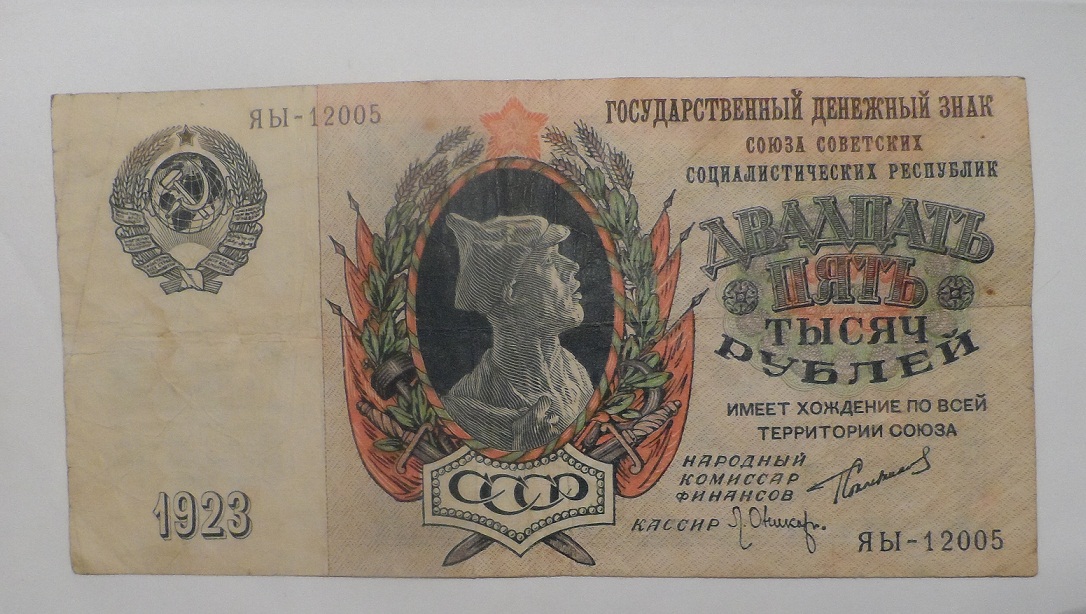 ЯЫ-12005
ГОСУДАРСТВЕННЫЙ ДЕНЕЖНЫЙ ЗНАК
СОЮЗА СОВЕТСКИХ
СОЦИАЛИСТИЧЕСКИХ РЕСПУБЛИК
ДВАДЦАТЬ
ПЯТЬ
ТЫСЯЧ
РУБЛЕЙ
ИМЕЕТ ХОЖДЕНИЕ ПО ВСЕЙ
ТЕРРИТОРИИ СОЮЗА
НАРОДНЫЙ
КОМИССАР
ФИНАНСОВ
КАССИР
СССР
1923
ЯЫ-12005